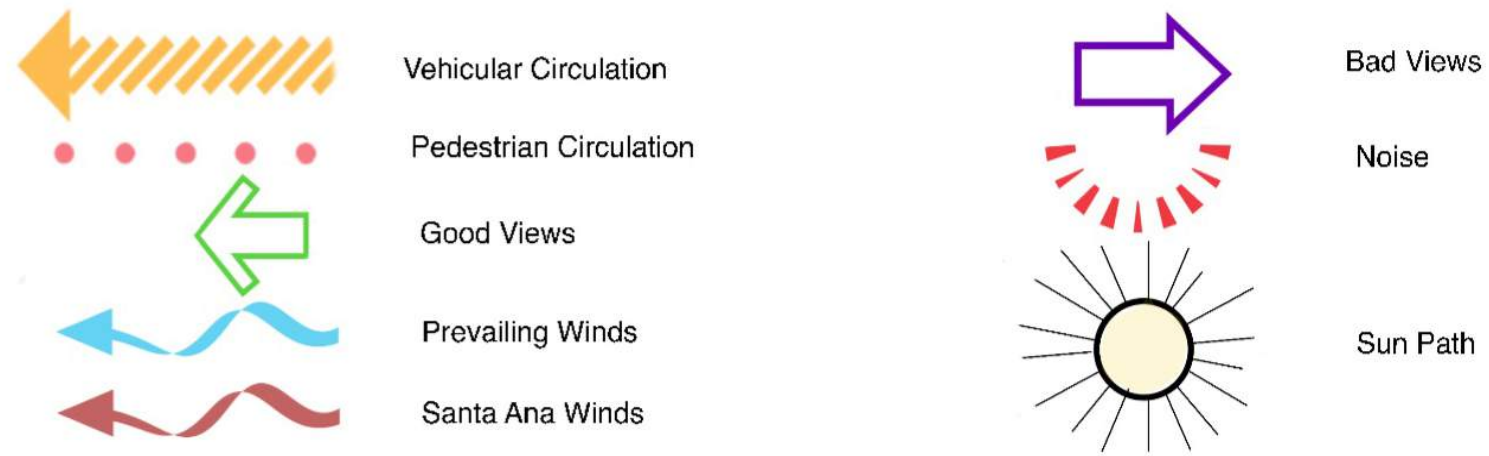 Vehicular Circulation
Pedestrian Circulation
Good Views
Prevailing Winds
Santa Ana Winds
Bad Views
Noise
Sun Path